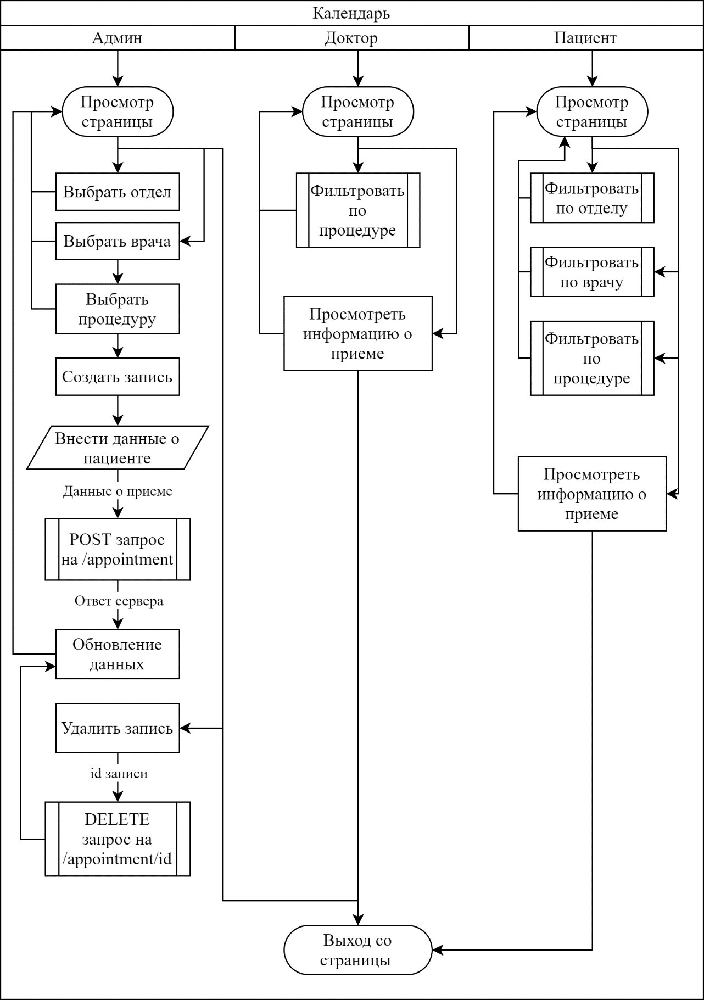 Календарь
Админ
Доктор
Пациент
Просмотр
страницы
Выбрать отдел
Выбрать врача
Выбрать
процедуру
Создать запись
Внести данные о
пациенте
Данные о приеме
POST запрос
на /appointment
Ответ сервера
Обновление
данных
Удалить запись
id записи
DELETE
запрос на
/appointment/id
Просмотр
страницы
Фильтровать
по
процедуре
Просмотреть
информацию о
приеме
Просмотр
страницы
Фильтровать
по отделу
Фильтровать
по врачу
Фильтровать
по
процедуре
Просмотреть
информацию о
приеме
Выход со
страницы